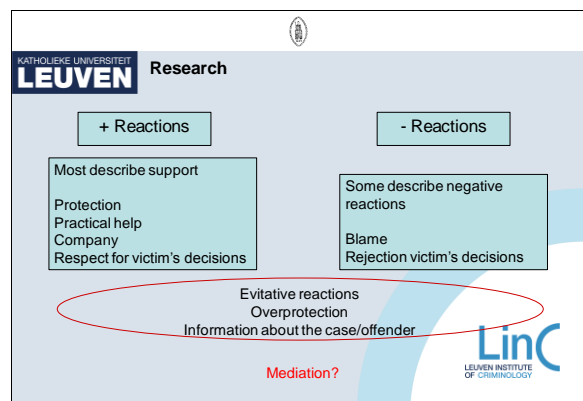 KATHOLIEKE UNIVERSITEIT
LEUVEN
Research
+ Reactions
- Reactions
Most describe support
Protection
Practical help
Company
Respect for victim's decisions
Some describe negative
reactions
Blame
Rejection victim's decisions
Evitative reactions
Overprotection
Information about the case/offender
Mediation?
LinC
LEUVEN INSTITUTE
OF CRIMINOLOGY